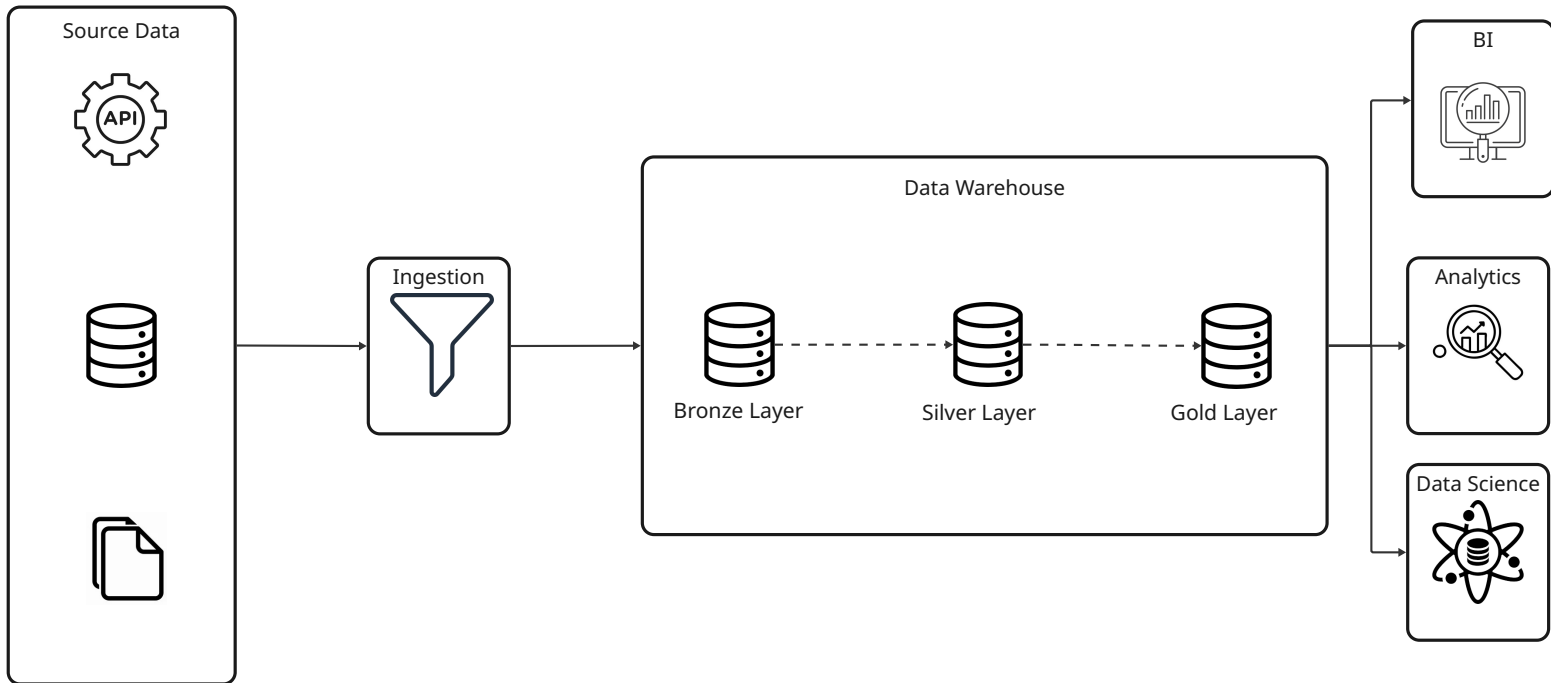 Source Data
API
Ingestion
Data Warehouse
Bronze Layer
Silver Layer
Gold Layer
BI
Analytics
Data Science